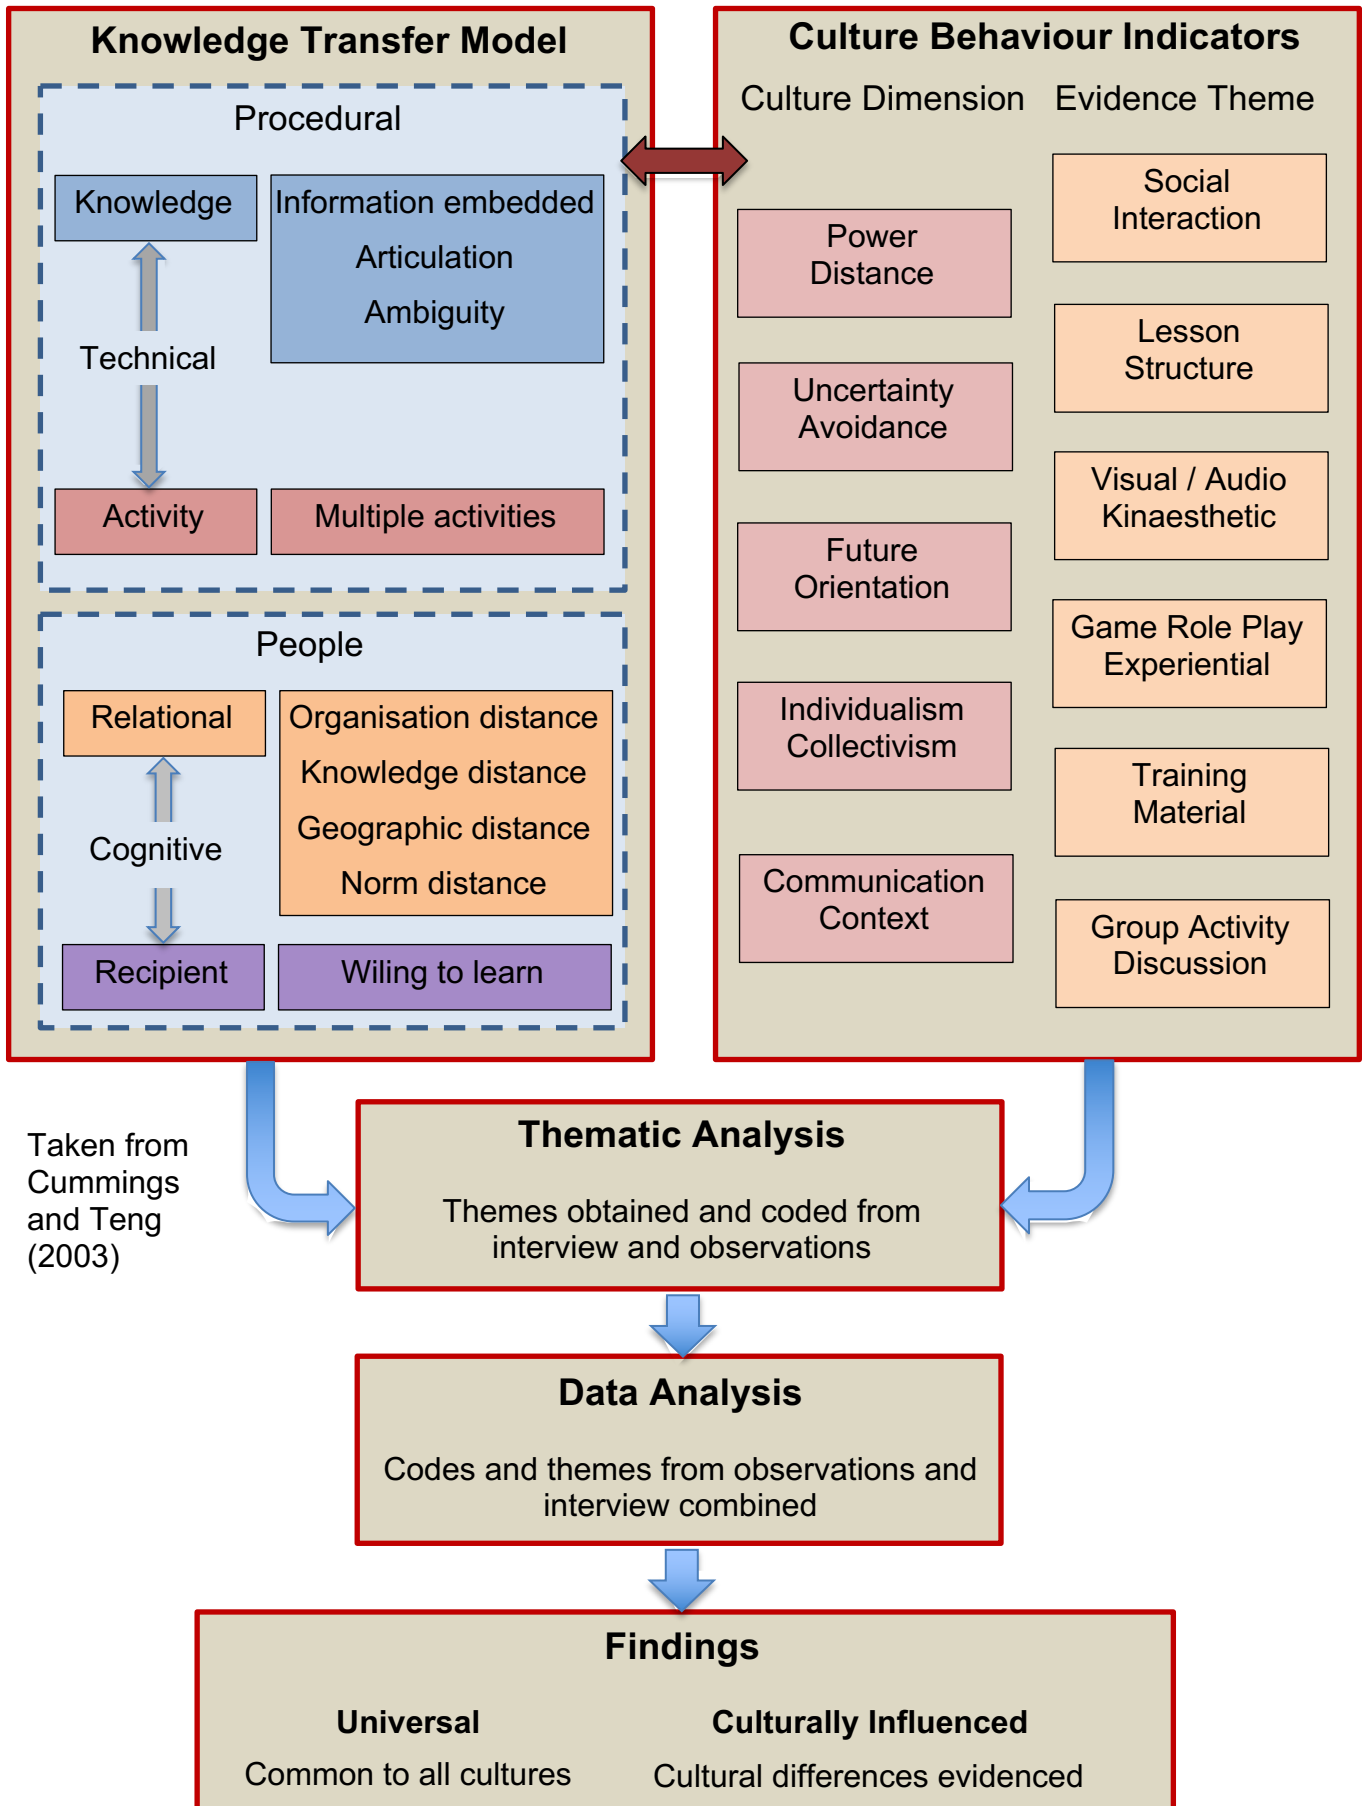 Knowledge Transfer Model
Procedural
Knowledge
Information embedded
Articulation
Ambiguity
Technical
Activity
Multiple activities
People
Relational
Organisation distance
Knowledge distance
Geographic distance
Norm distance
Cognitive
Recipient
Wiling to learn
Culture Behaviour Indicators
Culture Dimension
Evidence Theme
Power
Distance
Uncertainty
Avoidance
Future
Orientation
Individualism
Collectivism
Communication
Context
Social
Interaction
Lesson
Structure
Visual / Audio
Kinaesthetic
Game Role Play
Experiential
Training
Material
Group Activity
Discussion
Taken from
Cummings
and Teng
(2003)
Thematic Analysis
Themes obtained and coded from
interview and observations
Data Analysis
Codes and themes from observations and
interview combined
Findings
Universal
Common to all cultures
Culturally Influenced
Cultural differences evidenced